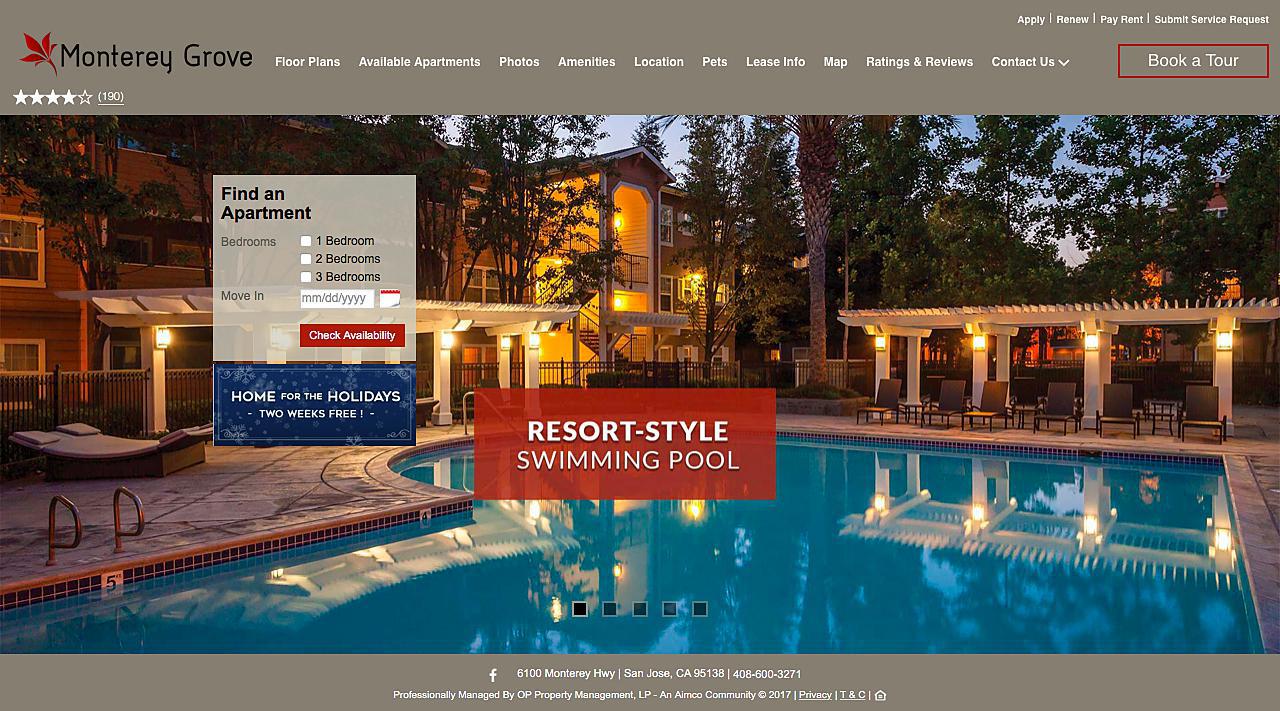 Apply | Renew | Pay Rent | Submit Service Request
Monterey Grove
Floor Plans Available Apartments Photos Amenities Location Pets Lease Info Map Ratings & Reviews Contact Us
Book a Tour
(190)
Find an
Apartment
Bedrooms
1 Bedroom
2 Bedrooms
3 Bedrooms
Move In mm/dd/yyyy
Check Availability
HOME FOR THE HOLIDAYS
- TWO WEEKS FREE! -
RESORT-STYLE
SWIMMING POOL
4
5
6100 Monterey Hwy | San Jose, CA 95138 | 408-600-3271
Professionally Managed By OP Property Management, LP - An Aimco Community © 2017 | Privacy | T & C |